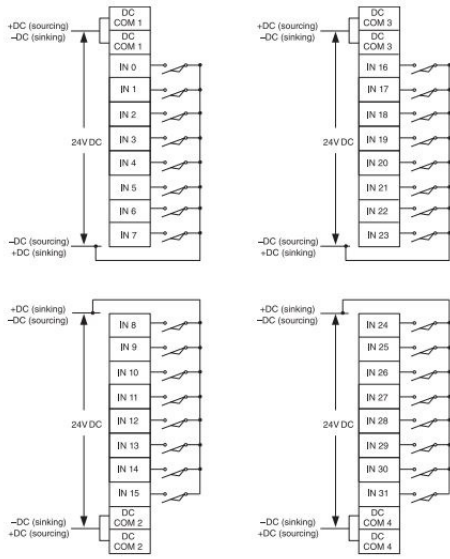 DC
COM 1
+DC (sourcing)
–DC (sinking)
DC
COM 1
IN 0
IN 1
IN 2
IN 3
24V DC
IN 4
IN 5
IN 6
IN 7
–DC (sourcing)
+DC (sinking)
DC
COM 3
+DC (sourcing)
–DC (sinking)
DC
COM 3
IN 16
IN 17
IN 18
IN 19
24V DC
IN 20
IN 21
IN 22
IN 23
–DC (sourcing)
+DC (sinking)
+DC (sinking)
–DC (sourcing)
IN 8
IN 9
IN 10
IN 11
24V DC
IN 12
IN 13
IN 14
IN 15
–DC (sinking)
+DC (sourcing)
DC
COM 2
DC
COM 2
+DC (sinking)
–DC (sourcing)
IN 24
IN 25
IN 26
IN 27
24V DC
IN 28
IN 29
IN 30
IN 31
–DC (sinking)
+DC (sourcing)
DC
COM 4
DC
COM 4